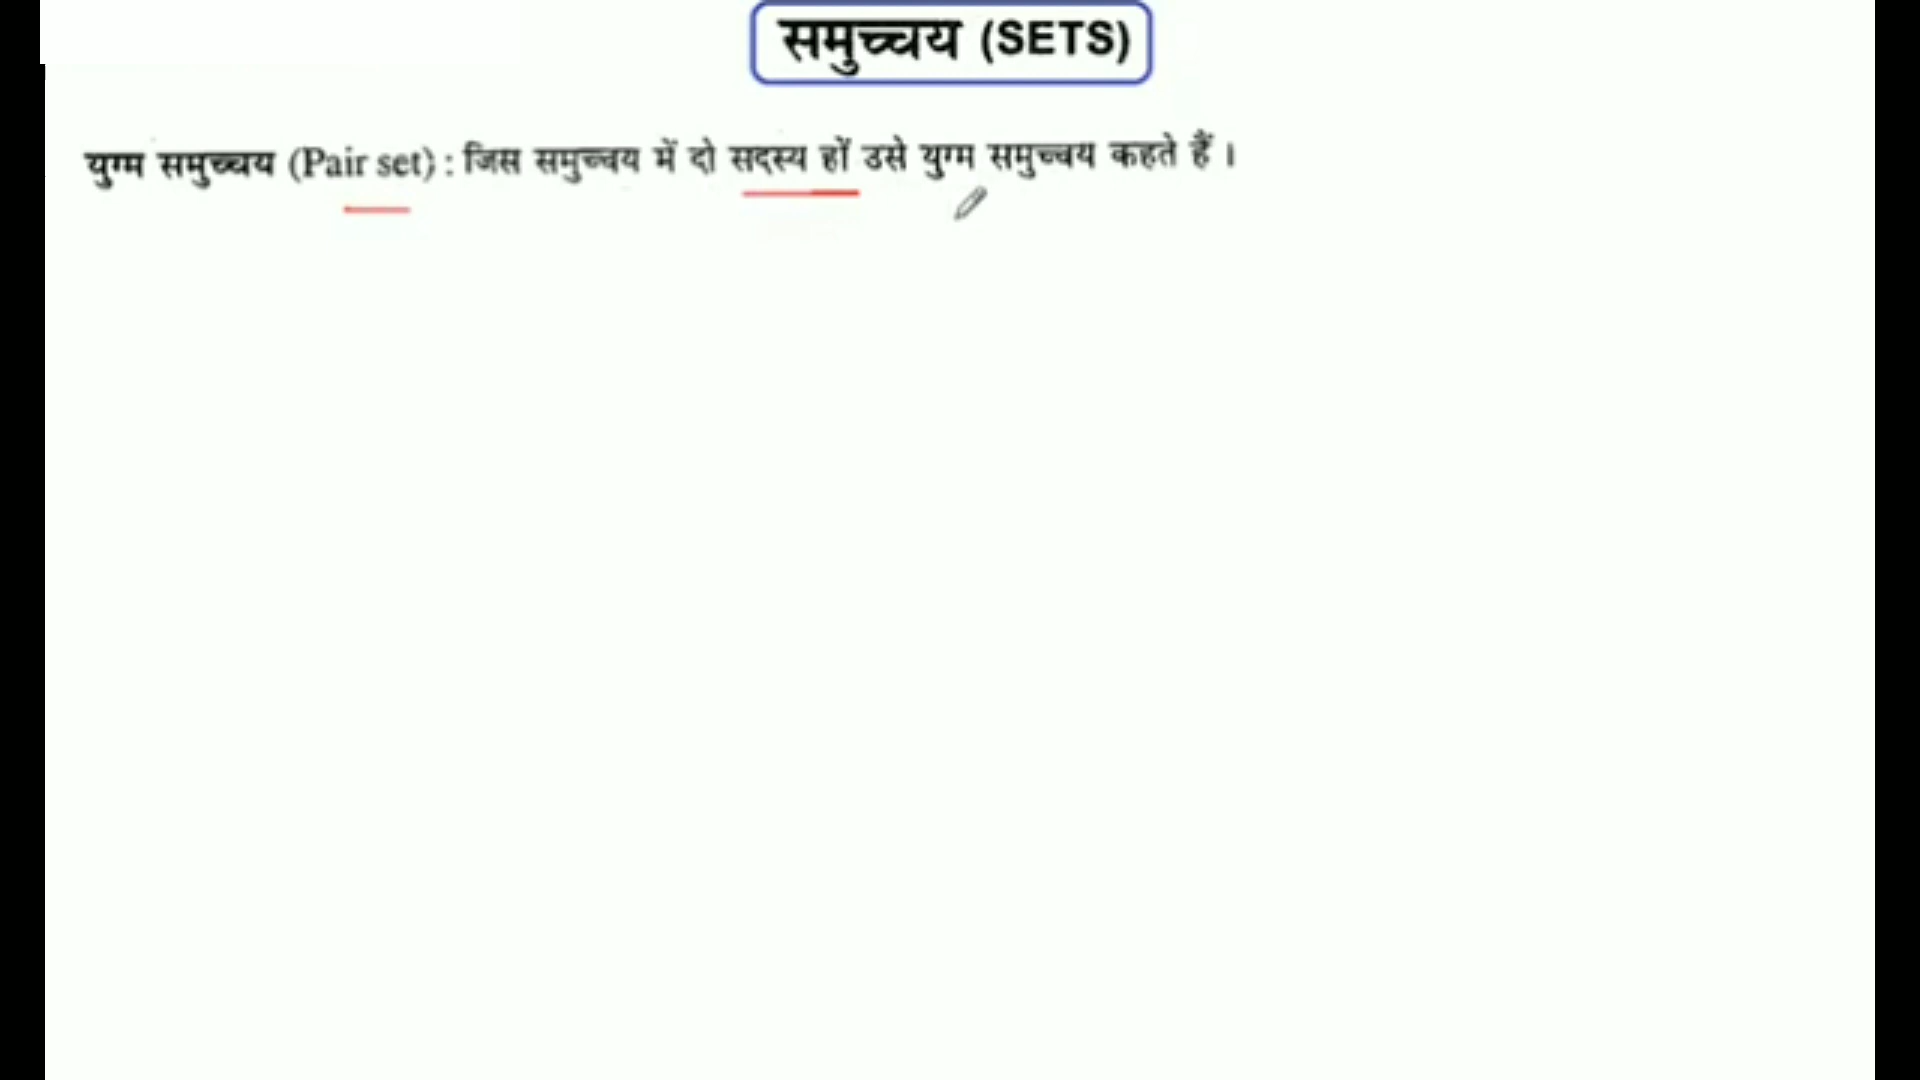 समुच्चय (SETS)
युग्म समुच्चय (Pair set) : जिस समुच्चय में दो सदस्य हों उसे युग्म समुच्चय कहते हैं ।